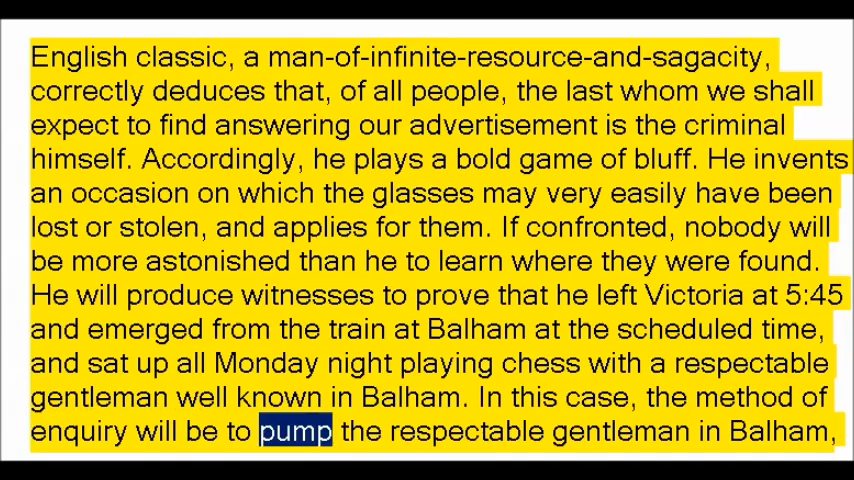 English classic, a man-of-infinite-resource-and-sagacity,
correctly deduces that, of all people, the last whom we shall
expect to find answering our advertisement is the criminal
himself. Accordingly, he plays a bold game of bluff. He invents
an occasion on which the glasses may very easily have been
lost or stolen, and applies for them. If confronted, nobody will
be more astonished than he to learn where they were found.
He will produce witnesses to prove that he left Victoria at 5:45
and emerged from the train at Balham at the scheduled time,
and sat up all Monday night playing chess with a respectable
gentleman well known in Balham. In this case, the method of
enquiry will be to pump the respectable gentleman in Balham,